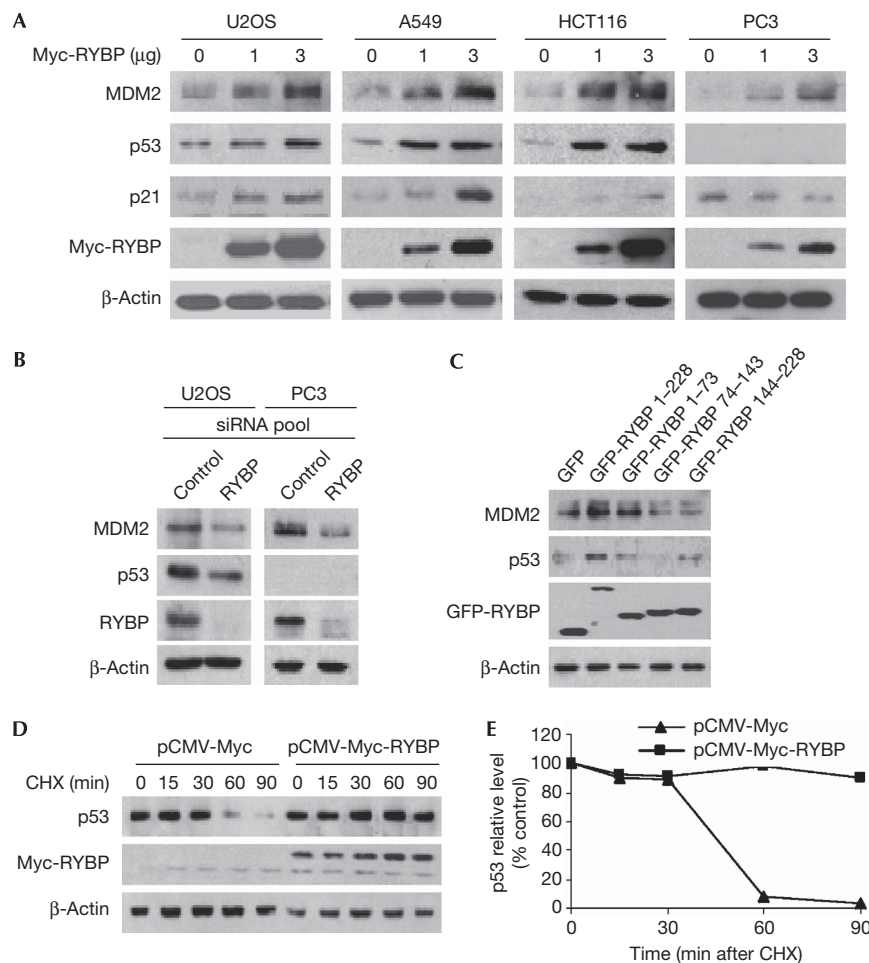 A
U2OS A549 HCT116 PC3
Myc-RYBP (μg) 0 1 3 0 1 3 0 1 3 0 1 3
MDM2
p53
p21
Myc-RYBP
β-Actin
B
U2OS PC3
siRNA pool
Control RYBP Control RYBP
MDM2
p53
RYBP
β-Actin
C
GFP GFP-RYBP 1–228 GFP-RYBP 1–73 GFP-RYBP 74–143 GFP-RYBP 144–228
MDM2
p53
GFP-RYBP
β-Actin
D
pCMV-Myc pCMV-Myc-RYBP
CHX (min) 0 15 30 60 90 0 15 30 60 90
p53
Myc-RYBP
β-Actin
E
pCMV-Myc
pCMV-Myc-RYBP
p53 relative level
(% control)
120
100
80
60
40
20
0
0 30 60 90
Time (min after CHX)